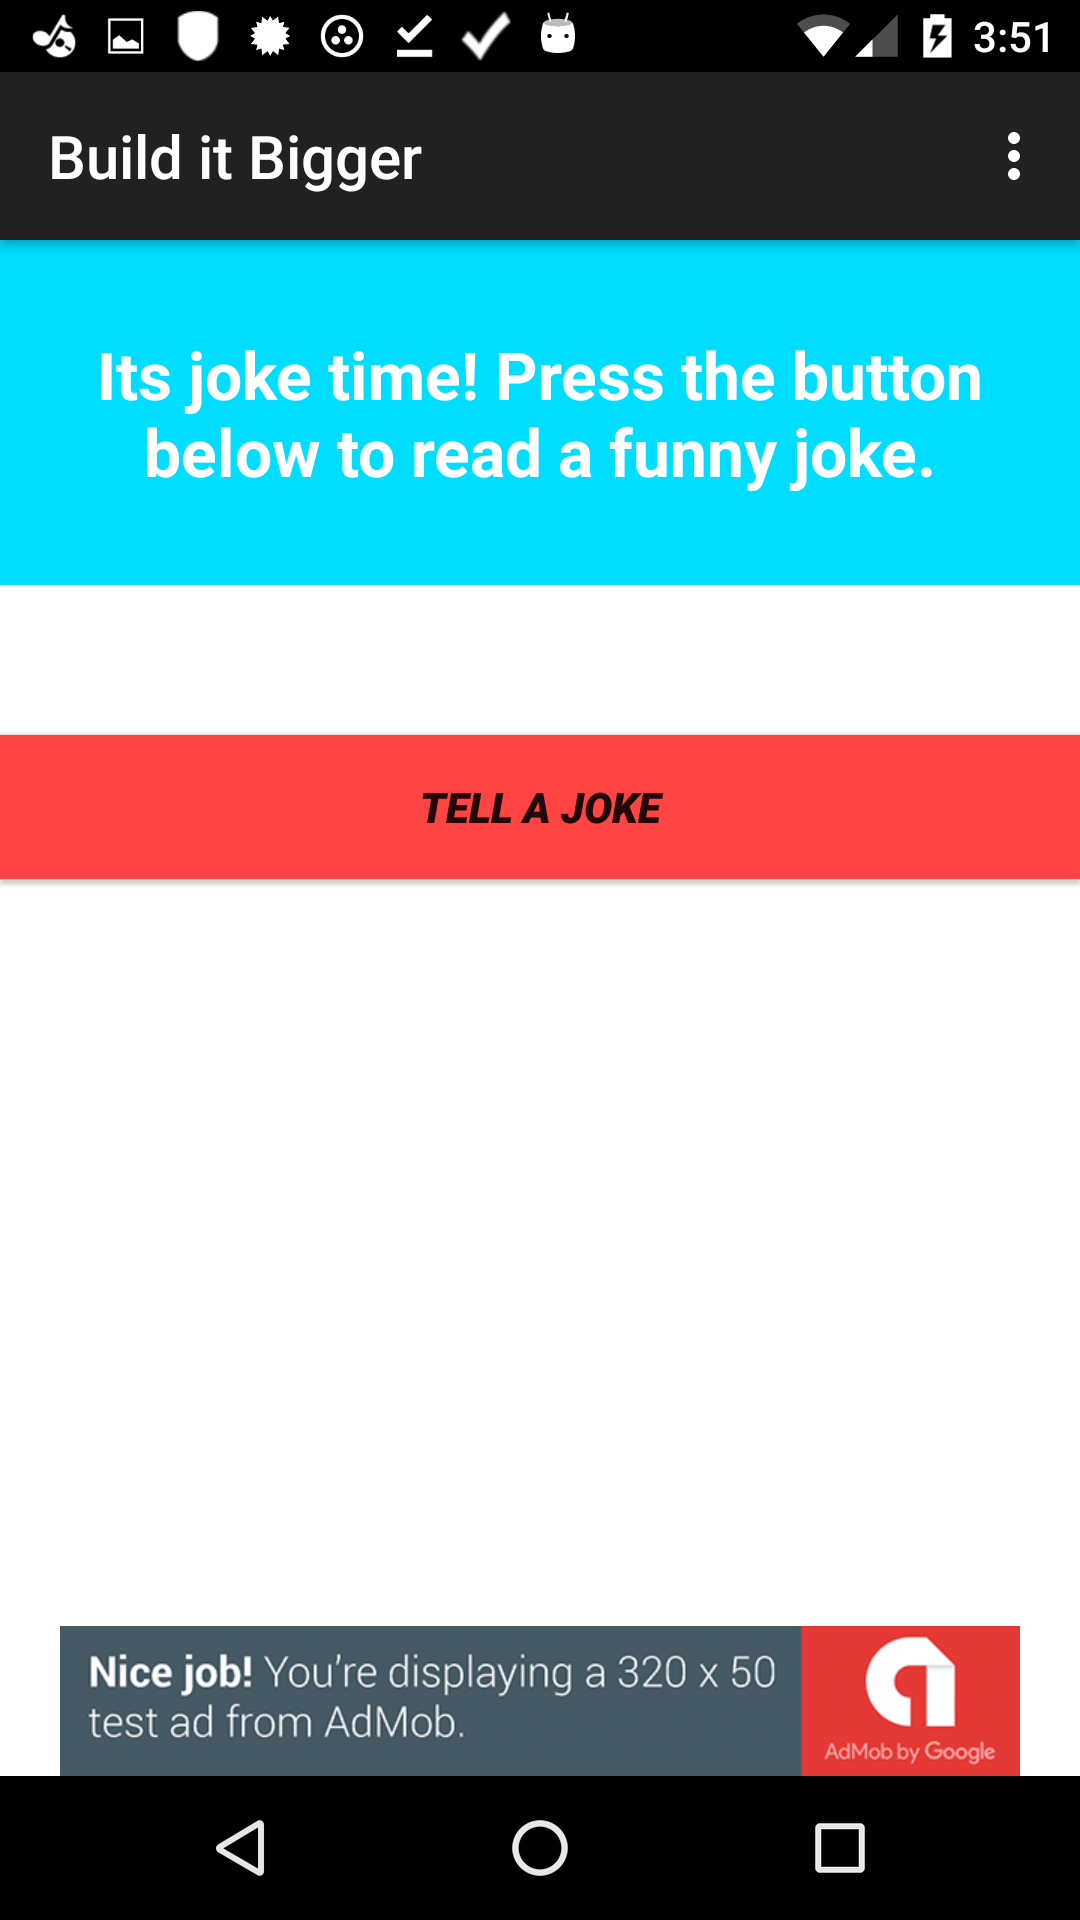 3:51
Build it Bigger
Its joke time! Press the button
below to read a funny joke.
TELL A JOKE
Nice job! You're displaying a 320 x 50
test ad from AdMob.
AdMob by Google